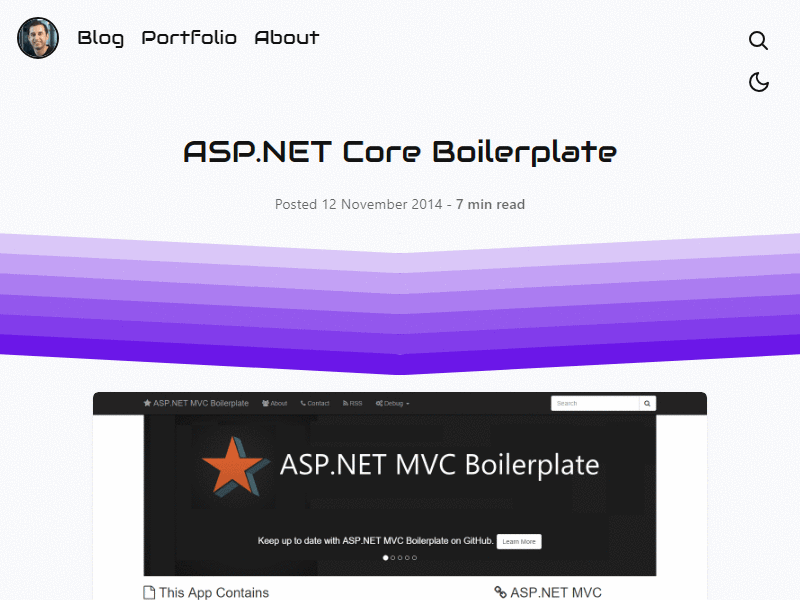 Blog Portfolio About
ASP.NET Core Boilerplate
Posted 12 November 2014 - 7 min read
ASP.NET MVC Boilerplate About Contact RSS Debug Search
ASP.NET MVC Boilerplate
Keep up to date with ASP.NET MVC Boilerplate on GitHub. Learn More
This App Contains ASP.NET MVC